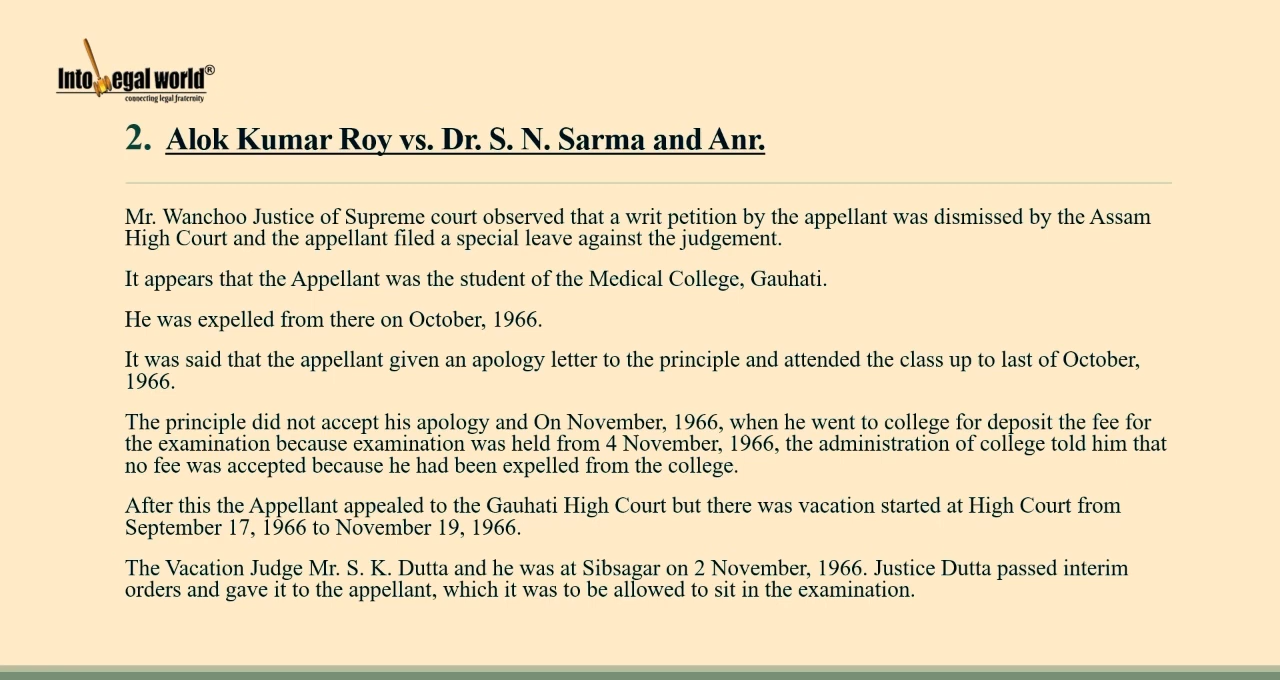 Into Legal world®
connecting legal fraternity
2. Alok Kumar Roy vs. Dr. S. N. Sarma and Anr.
Mr. Wanchoo Justice of Supreme court observed that a writ petition by the appellant was dismissed by the Assam
High Court and the appellant filed a special leave against the judgement.
It appears that the Appellant was the student of the Medical College, Gauhati.
He was expelled from there on October, 1966.
It was said that the appellant given an apology letter to the principle and attended the class up to last of October,
1966.
The principle did not accept his apology and On November, 1966, when he went to college for deposit the fee for
the examination because examination was held from 4 November, 1966, the administration of college told him that
no fee was accepted because he had been expelled from the college.
After this the Appellant appealed to the Gauhati High Court but there was vacation started at High Court from
September 17, 1966 to November 19, 1966.
The Vacation Judge Mr. S. K. Dutta and he was at Sibsagar on 2 November, 1966. Justice Dutta passed interim
orders and gave it to the appellant, which it was to be allowed to sit in the examination.